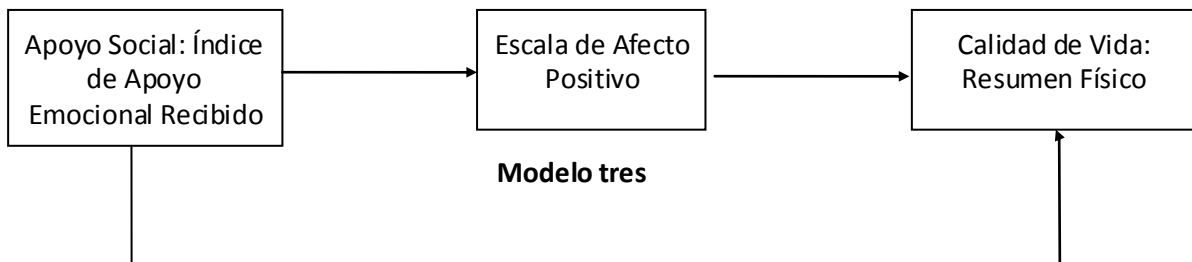 Apoyo Social: Índice
de Apoyo
Emocional Recibido
Escala de Afecto
Positivo
Calidad de Vida:
Resumen Físico
Modelo tres